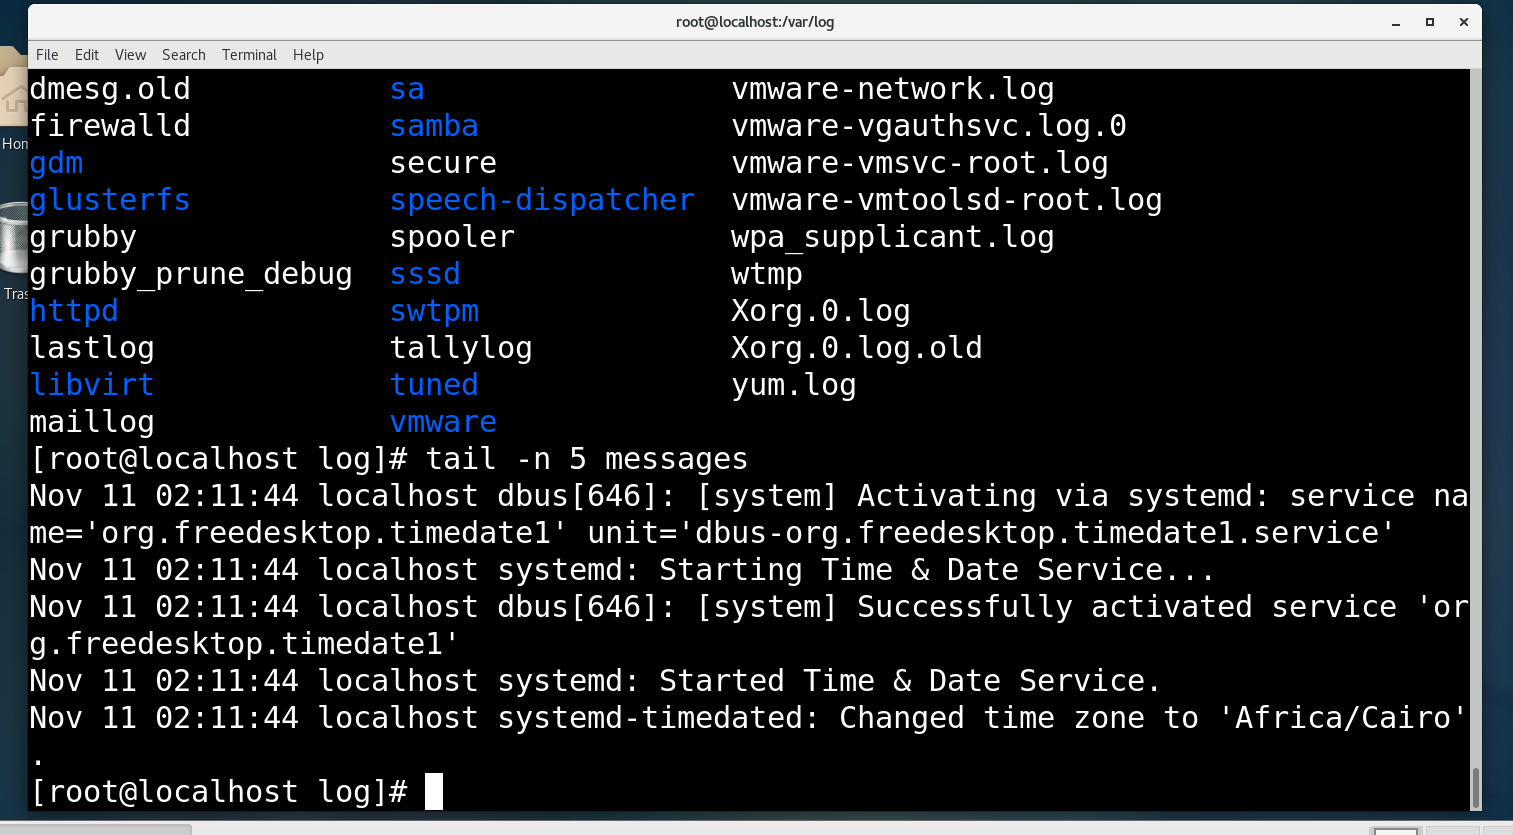 root@localhost:/var/log
File Edit View Search Terminal Help
dmesg.old sa vmware-network.log
firewalld samba vmware-vgauthsvc.log.0
gdm secure vmware-vmsvc-root.log
glusterfs speech-dispatcher vmware-vmtoolsd-root.log
grubby spooler wpa_supplicant.log
grubby_prune_debug sssd wtmp
httpd swtpm Xorg.0.log
lastlog tallylog Xorg.0.log.old
libvirt tuned yum.log
maillog vmware
[root@localhost log]# tail -n 5 messages
Nov 11 02:11:44 localhost dbus[646]: [system] Activating via systemd: service na
me='org.freedesktop.timedate1' unit='dbus-org.freedesktop.timedate1.service'
Nov 11 02:11:44 localhost systemd: Starting Time & Date Service...
Nov 11 02:11:44 localhost dbus[646]: [system] Successfully activated service 'or
g.freedesktop.timedate1'
Nov 11 02:11:44 localhost systemd: Started Time & Date Service.
Nov 11 02:11:44 localhost systemd-timedated: Changed time zone to 'Africa/Cairo'
.
[root@localhost log]#